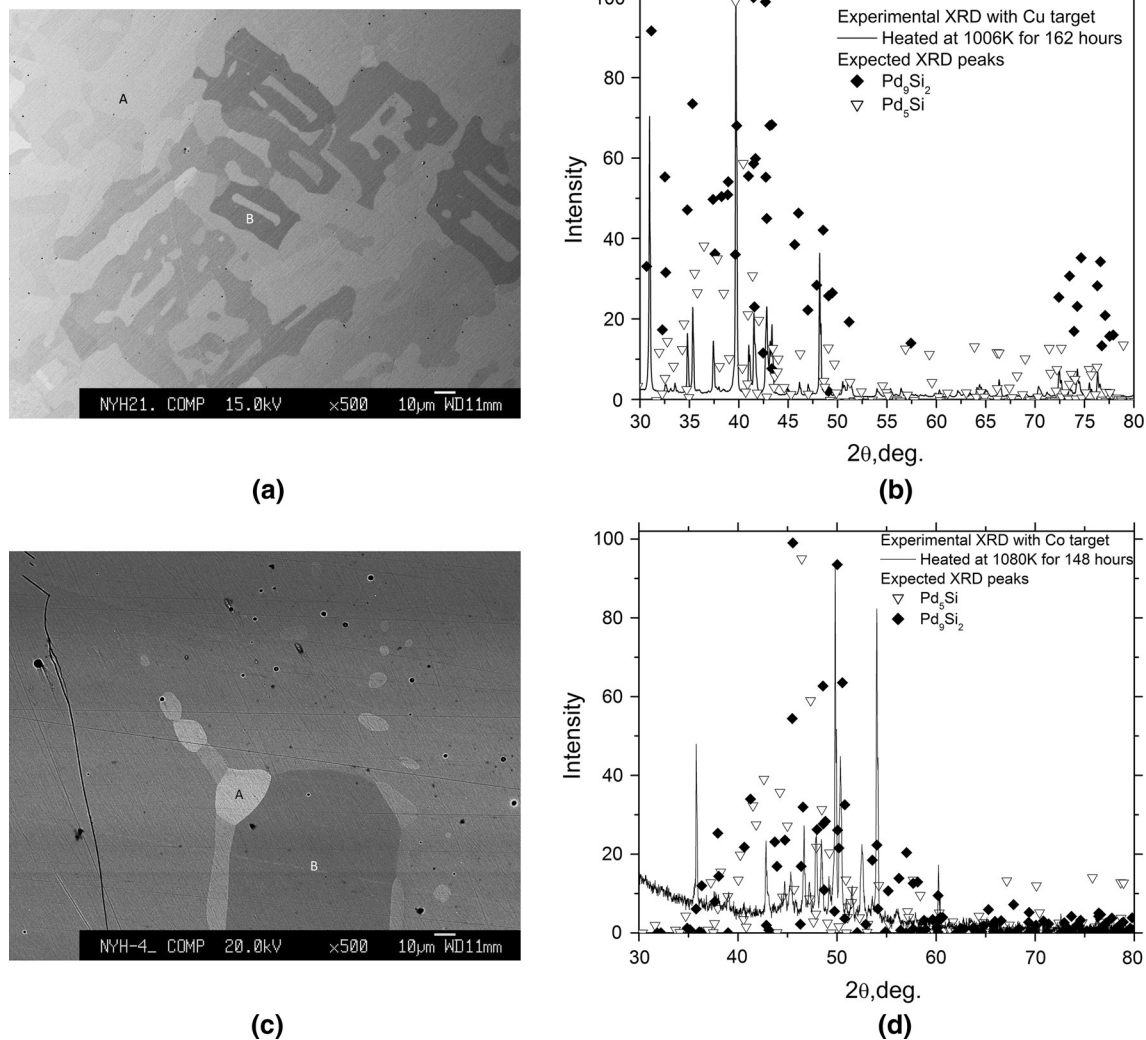 A
B
NYH21. COMP 15.0kV ×500 10μm WD11mm
(a)
Experimental XRD with Cu target
Heated at 1006K for 162 hours
Expected XRD peaks
Pd₉Si₂
Pd₅Si
Intensity
100
80
60
40
20
0
30 35 40 45 50 55 60 65 70 75 80
2θ,deg.
(b)
A
B
NYH-4_ COMP 20.0kV ×500 10μm WD11mm
(c)
Experimental XRD with Co target
Heated at 1080K for 148 hours
Expected XRD peaks
Pd₅Si
Pd₉Si₂
Intensity
100
80
60
40
20
0
30 40 50 60 70 80
2θ,deg.
(d)